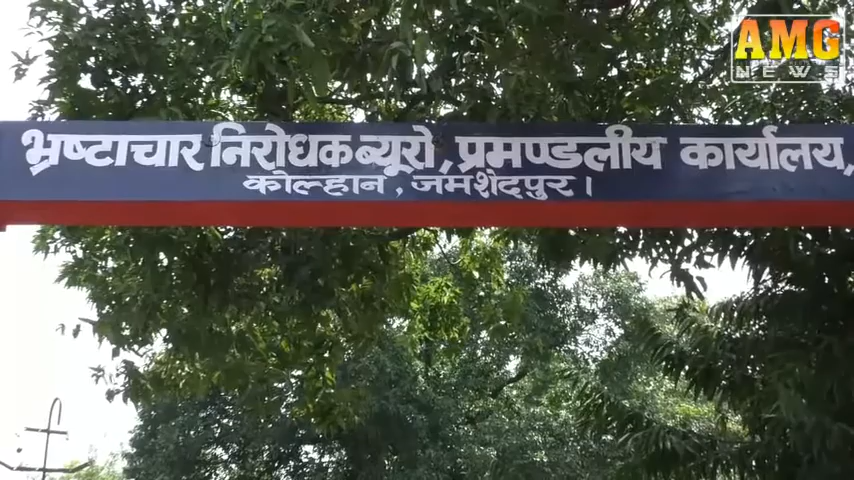 AMG
NEWS
भ्रष्टाचार निरोधक ब्यूरो, प्रमण्डलीय कार्यालय,
कोल्हान, जमशेदपुर ।